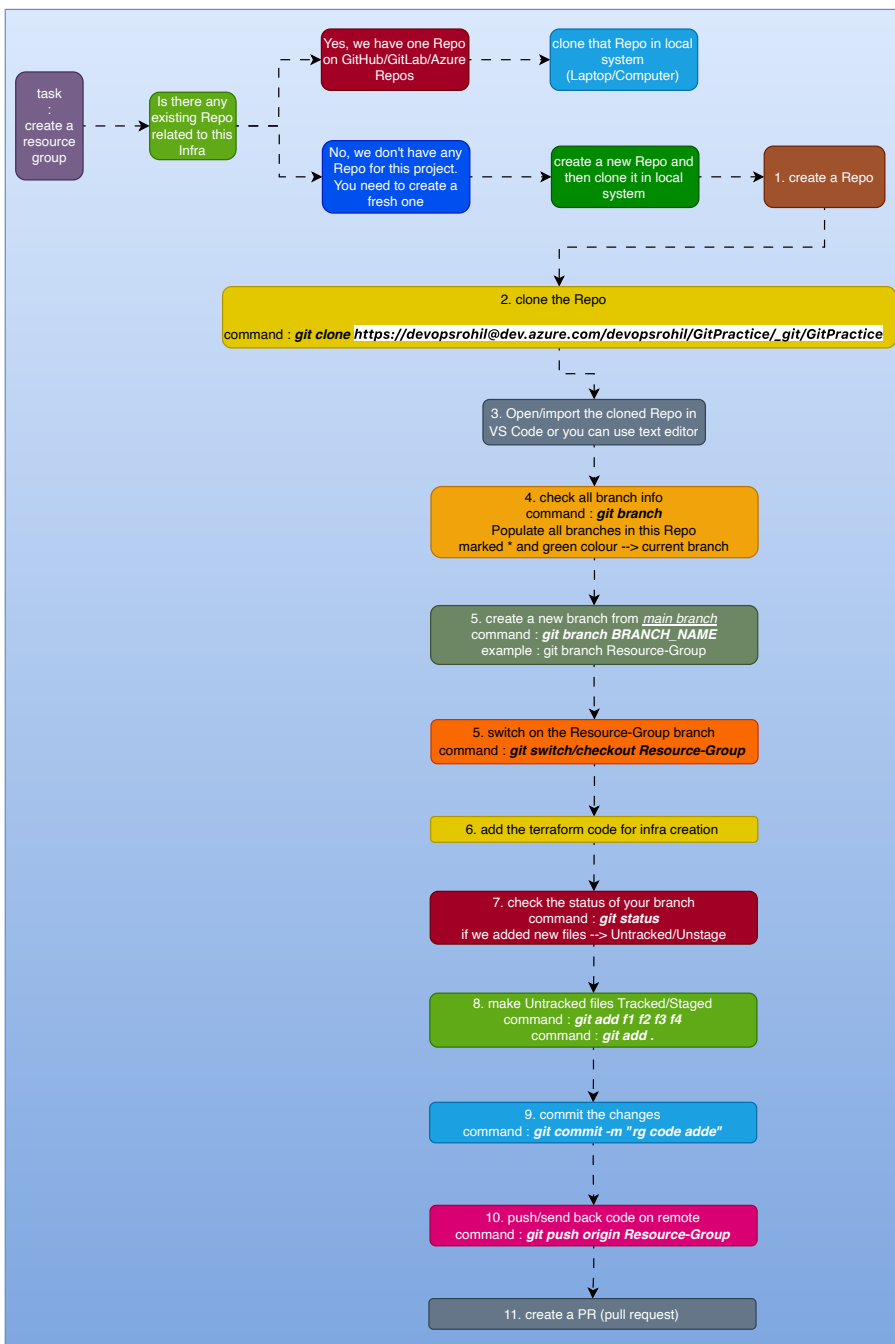 task
:
create a
resource
group
Is there any
existing Repo
related to this
Infra
Yes, we have one Repo
on GitHub/GitLab/Azure
Repos
clone that Repo in local
system
(Laptop/Computer)
No, we don't have any
Repo for this project.
You need to create a
fresh one
create a new Repo and
then clone it in local
system
1. create a Repo
2. clone the Repo
command : git clone https://devopsrohil@dev.azure.com/devopsrohil/GitPractice/_git/GitPractice
3. Open/import the cloned Repo in
VS Code or you can use text editor
4. check all branch info
command : git branch
Populate all branches in this Repo
marked * and green colour --> current branch
5. create a new branch from main branch
command : git branch BRANCH_NAME
example : git branch Resource-Group
5. switch on the Resource-Group branch
command : git switch/checkout Resource-Group
6. add the terraform code for infra creation
7. check the status of your branch
command : git status
if we added new files --> Untracked/Unstage
8. make Untracked files Tracked/Staged
command : git add f1 f2 f3 f4
command : git add .
9. commit the changes
command : git commit -m "rg code adde"
10. push/send back code on remote
command : git push origin Resource-Group
11. create a PR (pull request)